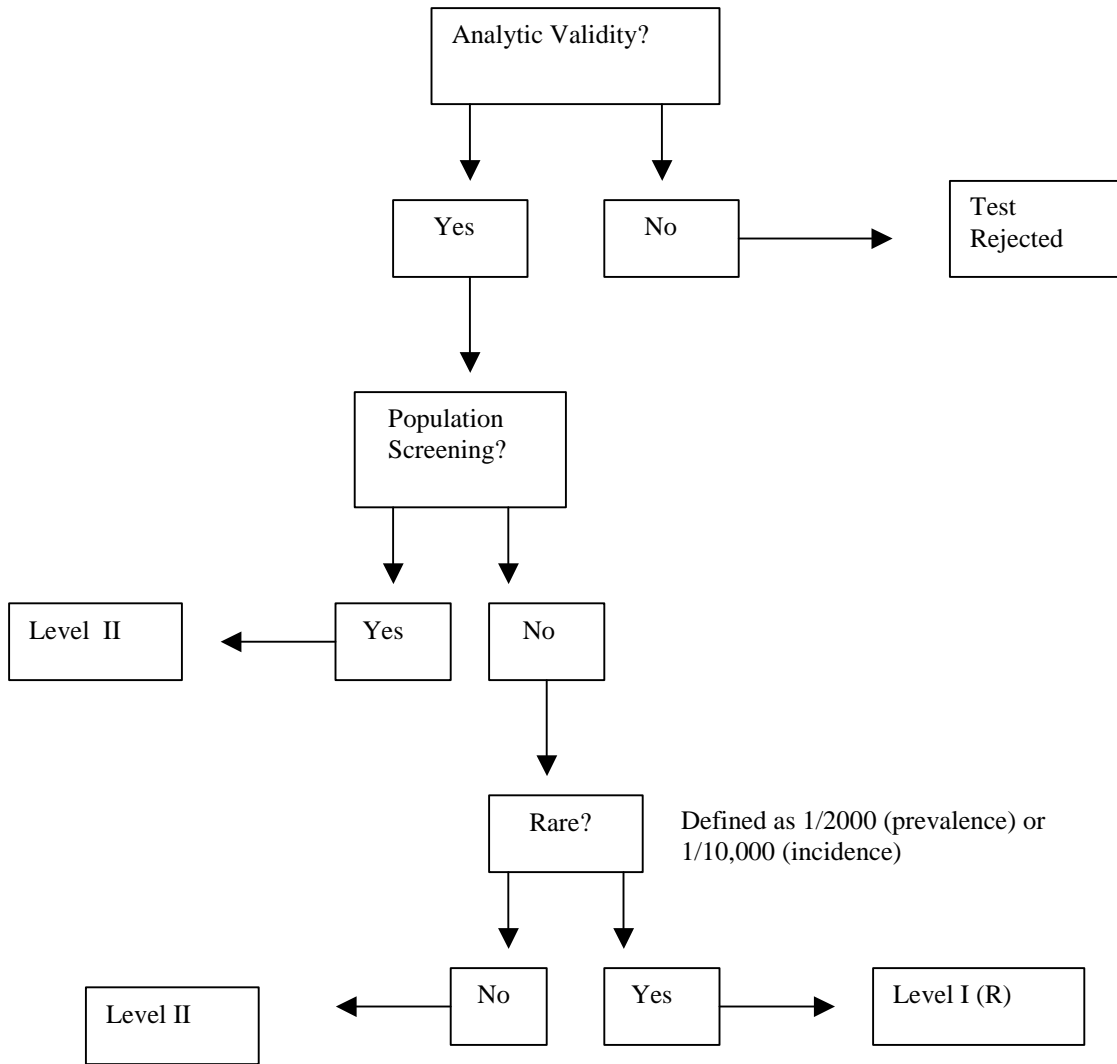 Analytic Validity?
Yes
No
Test
Rejected
Population
Screening?
Level II
Yes
No
Rare?
Defined as 1/2000 (prevalence) or
1/10,000 (incidence)
No
Yes
Level I (R)
Level II